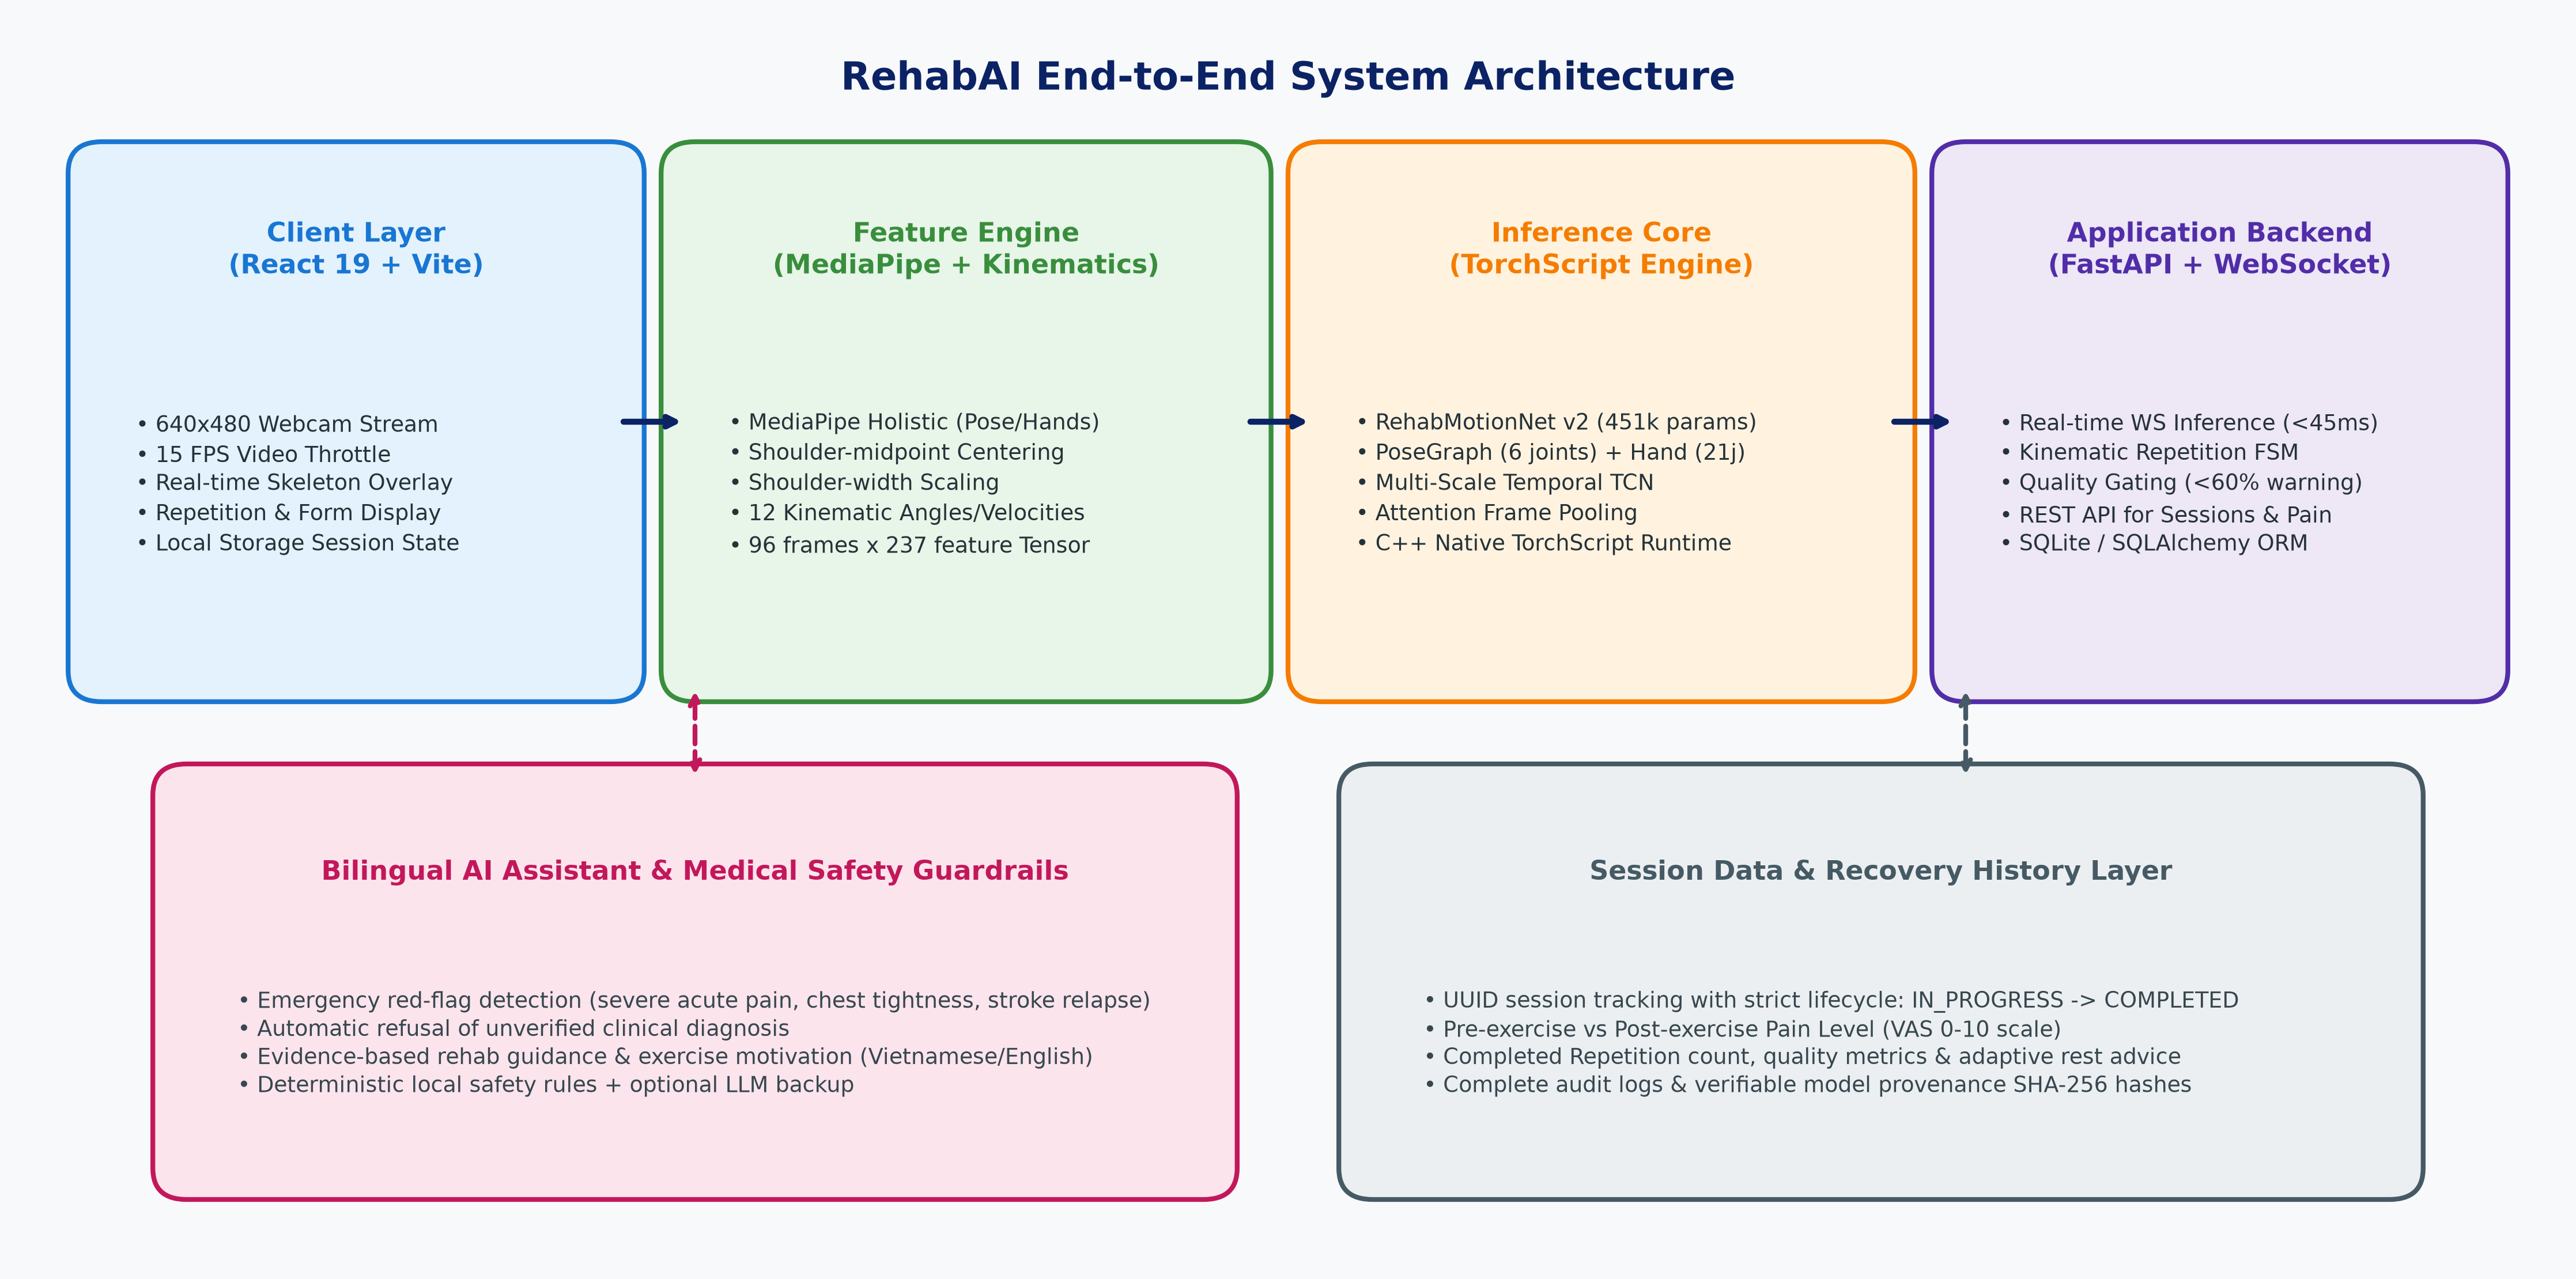 RehabAI End-to-End System Architecture
Client Layer
(React 19 + Vite)
• 640x480 Webcam Stream
• 15 FPS Video Throttle
• Real-time Skeleton Overlay
• Repetition & Form Display
• Local Storage Session State
Feature Engine
(MediaPipe + Kinematics)
• MediaPipe Holistic (Pose/Hands)
• Shoulder-midpoint Centering
• Shoulder-width Scaling
• 12 Kinematic Angles/Velocities
• 96 frames x 237 feature Tensor
Inference Core
(TorchScript Engine)
• RehabMotionNet v2 (451k params)
• PoseGraph (6 joints) + Hand (21j)
• Multi-Scale Temporal TCN
• Attention Frame Pooling
• C++ Native TorchScript Runtime
Application Backend
(FastAPI + WebSocket)
• Real-time WS Inference (<45ms)
• Kinematic Repetition FSM
• Quality Gating (<60% warning)
• REST API for Sessions & Pain
• SQLite / SQLAlchemy ORM
Bilingual AI Assistant & Medical Safety Guardrails
• Emergency red-flag detection (severe acute pain, chest tightness, stroke relapse)
• Automatic refusal of unverified clinical diagnosis
• Evidence-based rehab guidance & exercise motivation (Vietnamese/English)
• Deterministic local safety rules + optional LLM backup
Session Data & Recovery History Layer
• UUID session tracking with strict lifecycle: IN_PROGRESS -> COMPLETED
• Pre-exercise vs Post-exercise Pain Level (VAS 0-10 scale)
• Completed Repetition count, quality metrics & adaptive rest advice
• Complete audit logs & verifiable model provenance SHA-256 hashes